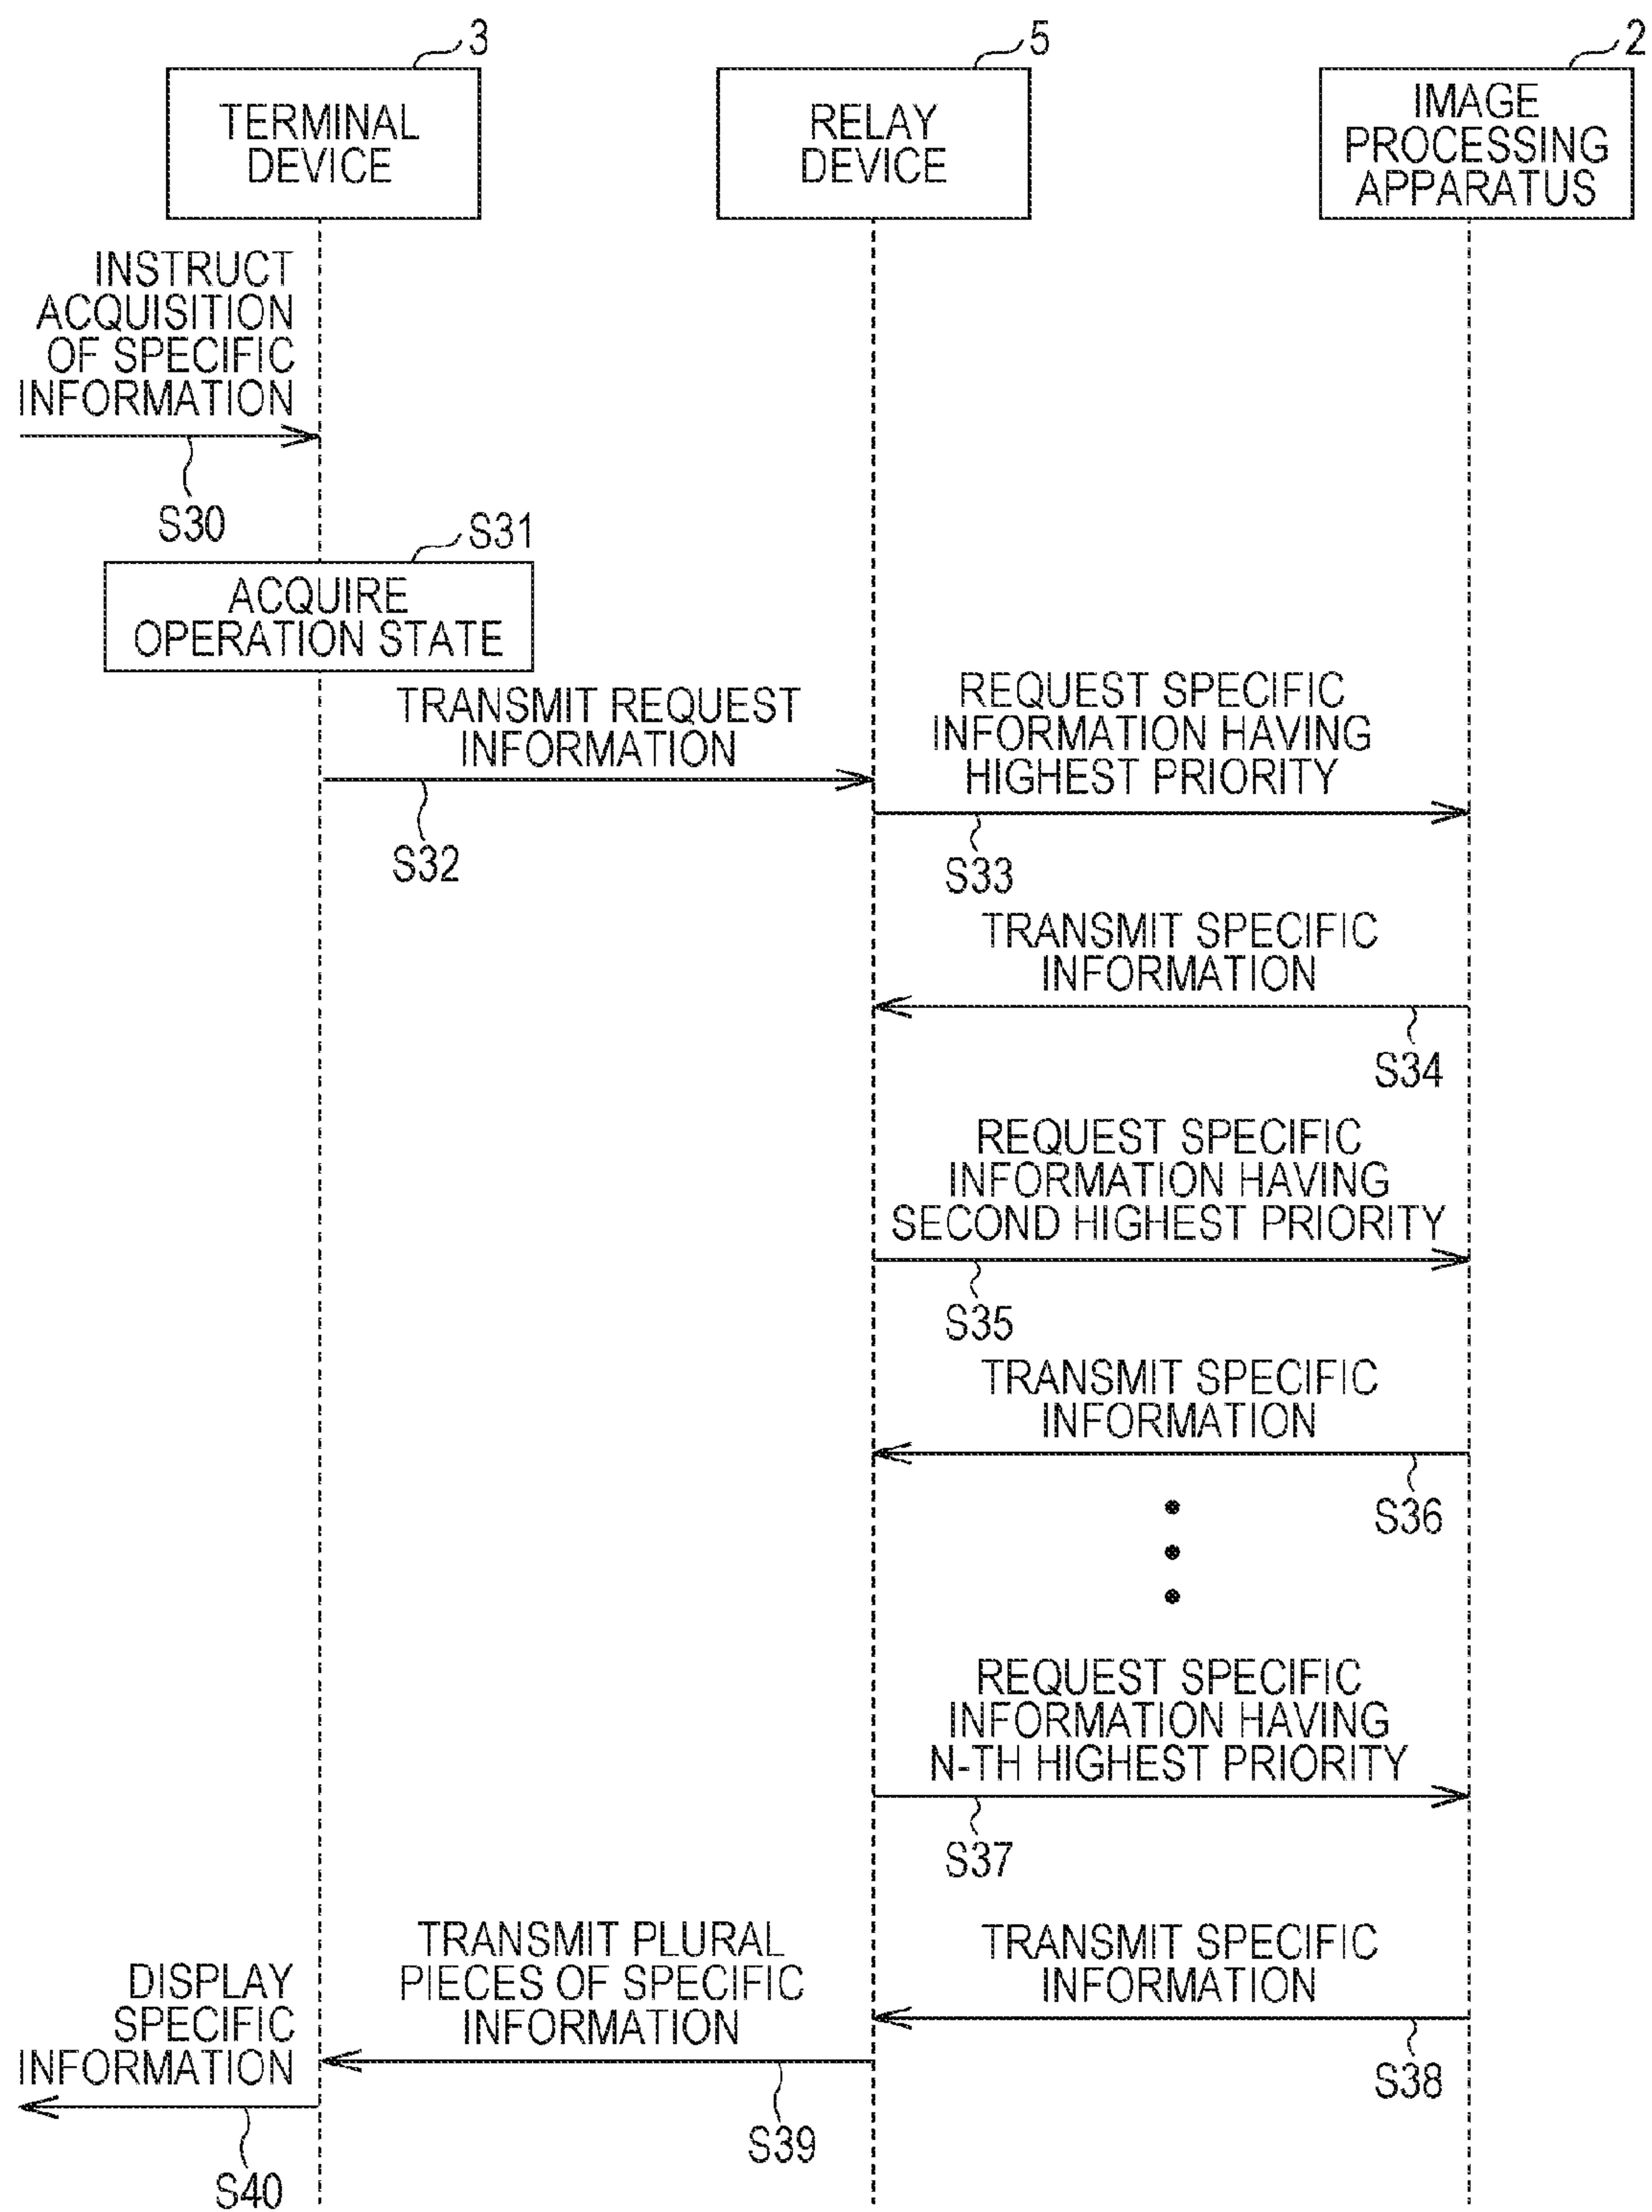 3
5
2
TERMINAL
DEVICE
RELAY
DEVICE
IMAGE
PROCESSING
APPARATUS
INSTRUCT
ACQUISITION
OF SPECIFIC
INFORMATION
S30
S31
ACQUIRE
OPERATION STATE
TRANSMIT REQUEST
INFORMATION
S32
REQUEST SPECIFIC
INFORMATION HAVING
HIGHEST PRIORITY
S33
TRANSMIT SPECIFIC
INFORMATION
S34
REQUEST SPECIFIC
INFORMATION HAVING
SECOND HIGHEST PRIORITY
S35
TRANSMIT SPECIFIC
INFORMATION
S36
REQUEST SPECIFIC
INFORMATION HAVING
N-TH HIGHEST PRIORITY
S37
TRANSMIT SPECIFIC
INFORMATION
S38
TRANSMIT PLURAL
PIECES OF SPECIFIC
INFORMATION
S39
DISPLAY
SPECIFIC
INFORMATION
S40